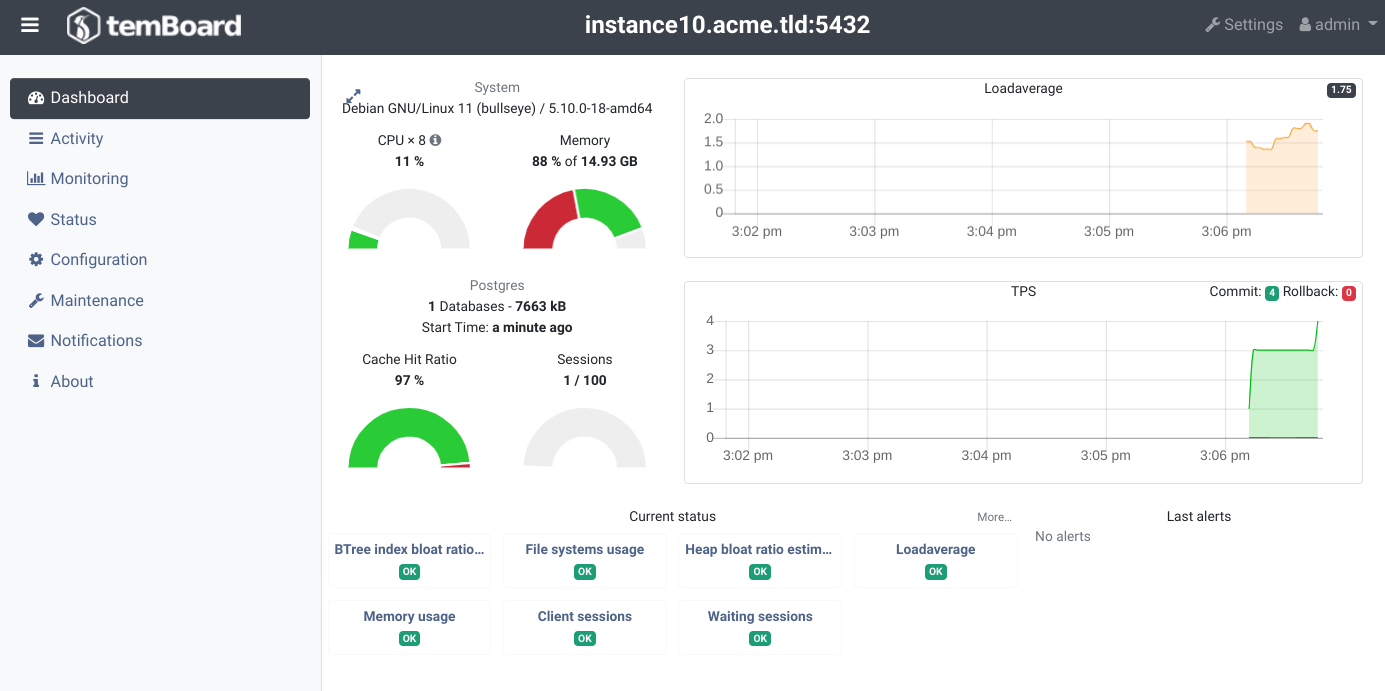 temBoard
instance10.acme.tld:5432
Settings
admin
Dashboard
Activity
Monitoring
Status
Configuration
Maintenance
Notifications
About
System
Debian GNU/Linux 11 (bullseye) / 5.10.0-18-amd64
CPU × 8
11 %
Memory
88 % of 14.93 GB
Postgres
1 Databases - 7663 kB
Start Time: a minute ago
Cache Hit Ratio
97 %
Sessions
1 / 100
Loadaverage
1.75
2.0
1.5
1.0
0.5
0
3:02 pm
3:03 pm
3:04 pm
3:05 pm
3:06 pm
TPS
Commit: 4 Rollback: 0
4
3
2
1
0
3:02 pm
3:03 pm
3:04 pm
3:05 pm
3:06 pm
Current status
More...
BTree index bloat ratio...
OK
File systems usage
OK
Heap bloat ratio estim...
OK
Loadaverage
OK
Memory usage
OK
Client sessions
OK
Waiting sessions
OK
Last alerts
No alerts